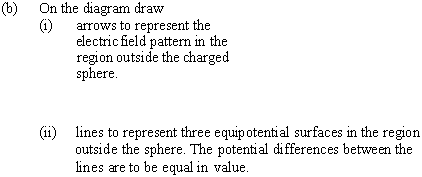 (b) On the diagram draw
(i) arrows to represent the
electric field pattern in the
region outside the charged
sphere.
(ii) lines to represent three equipotential surfaces in the region
outside the sphere. The potential differences between the
lines are to be equal in value.